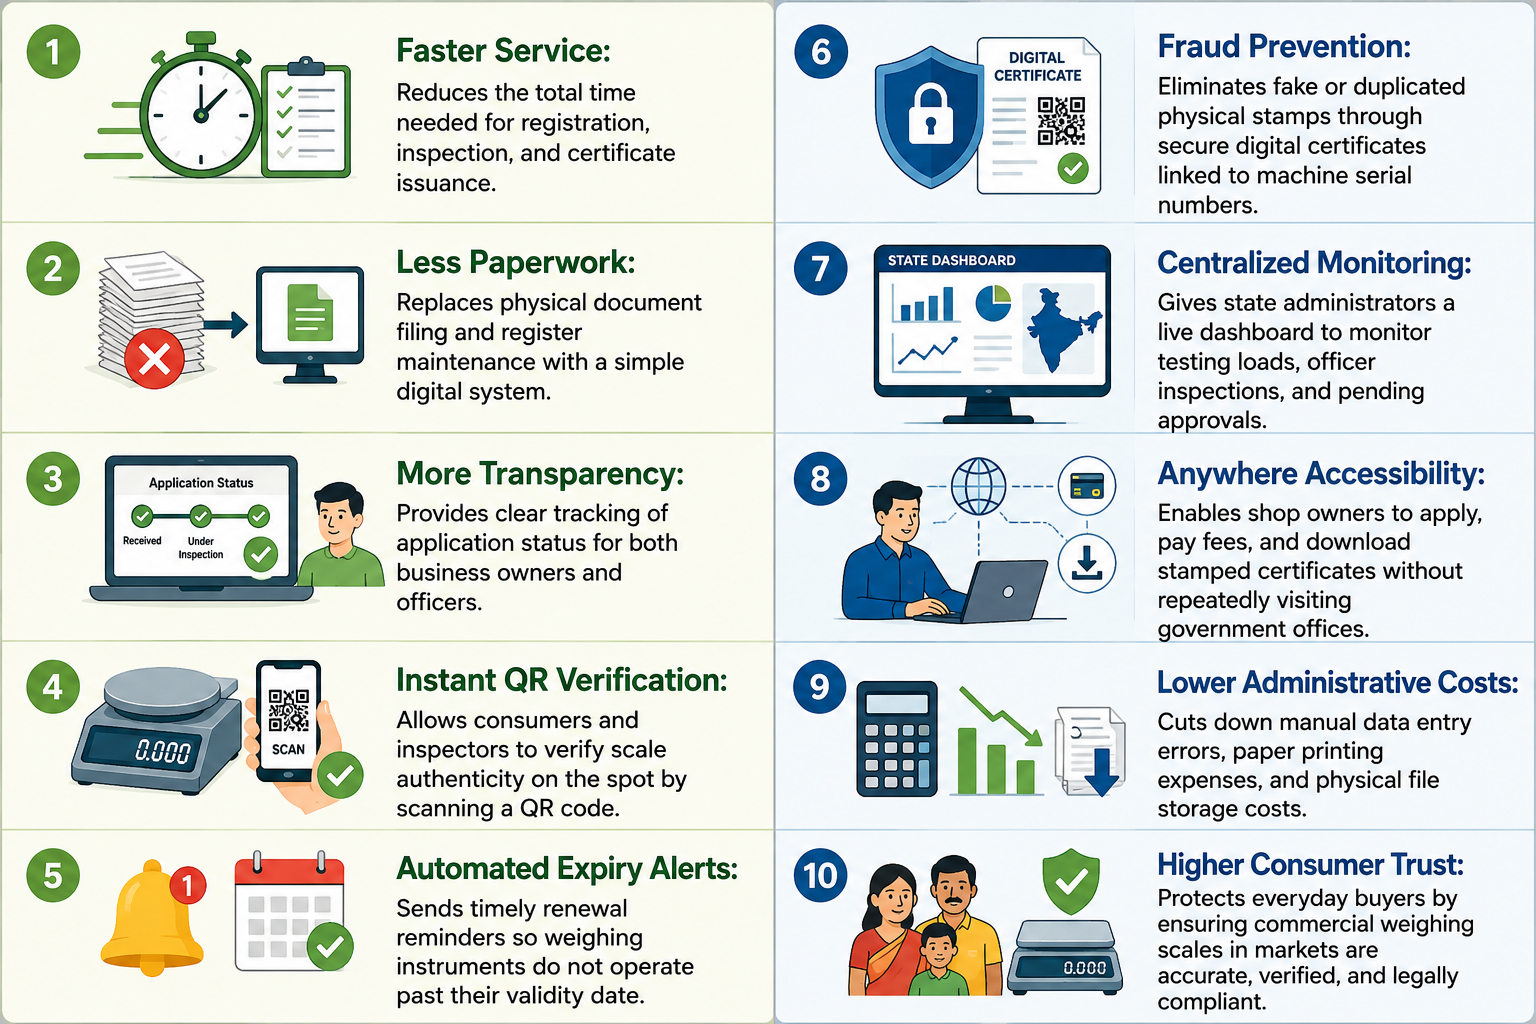 1
Faster Service:
Reduces the total time
needed for registration,
inspection, and certificate
issuance.
2
Less Paperwork:
Replaces physical document
filing and register
maintenance with a simple
digital system.
3
Application Status
Received
Under
Inspection
More Transparency:
Provides clear tracking of
application status for both
business owners and
officers.
4
0.000
SCAN
Instant QR Verification:
Allows consumers and
inspectors to verify scale
authenticity on the spot by
scanning a QR code.
5
1
Automated Expiry Alerts:
Sends timely renewal
reminders so weighing
instruments do not operate
past their validity date.
6
DIGITAL
CERTIFICATE
Fraud Prevention:
Eliminates fake or duplicated
physical stamps through
secure digital certificates
linked to machine serial
numbers.
7
STATE DASHBOARD
Centralized Monitoring:
Gives state administrators a
live dashboard to monitor
testing loads, officer
inspections, and pending
approvals.
8
Anywhere Accessibility:
Enables shop owners to apply,
pay fees, and download
stamped certificates without
repeatedly visiting
government offices.
9
Lower Administrative Costs:
Cuts down manual data entry
errors, paper printing
expenses, and physical file
storage costs.
10
0.000
Higher Consumer Trust:
Protects everyday buyers by
ensuring commercial weighing
scales in markets are
accurate, verified, and legally
compliant.